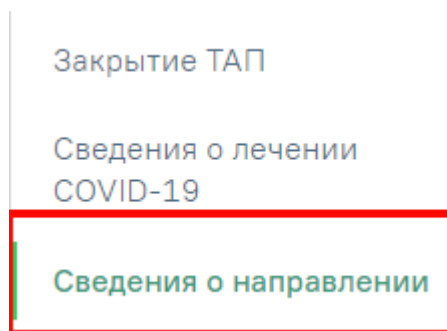 Закрытие ТАП
Сведения о лечении
COVID-19
Сведения о направлении